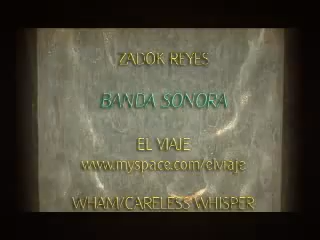 ZADOK REYES
BANDA SONORA
EL VIAJE
www.myspace.com/elviaje
WHAM/CARELESS WHISPER